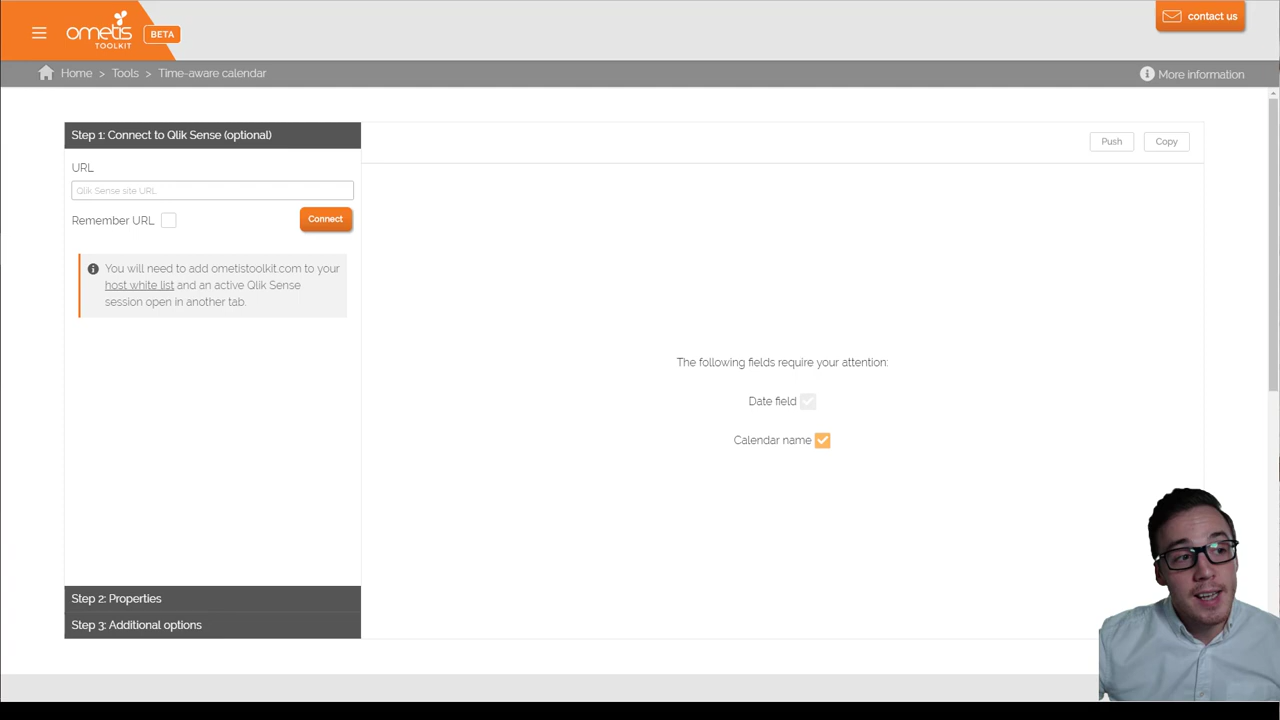 ometis
TOOLKIT
BETA
contact us
Home > Tools > Time-aware calendar
More information
Step 1: Connect to Qlik Sense (optional)
Push
Copy
URL
Qlik Sense site URL
Remember URL
Connect
You will need to add ometistoolkit.com to your
host white list and an active Qlik Sense
session open in another tab.
The following fields require your attention:
Date field
Calendar name
Step 2: Properties
Step 3: Additional options